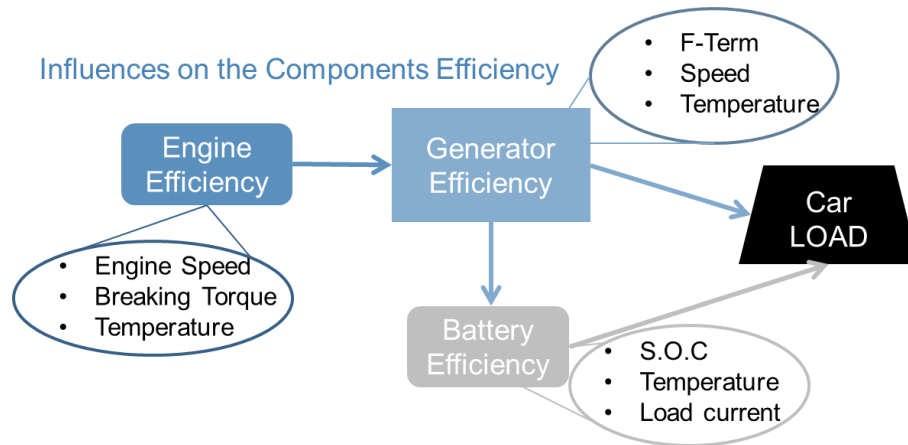 Influences on the Components Efficiency
• F-Term
• Speed
• Temperature
Engine
Efficiency
Generator
Efficiency
Car
LOAD
• Engine Speed
• Breaking Torque
• Temperature
Battery
Efficiency
• S.O.C
• Temperature
• Load current